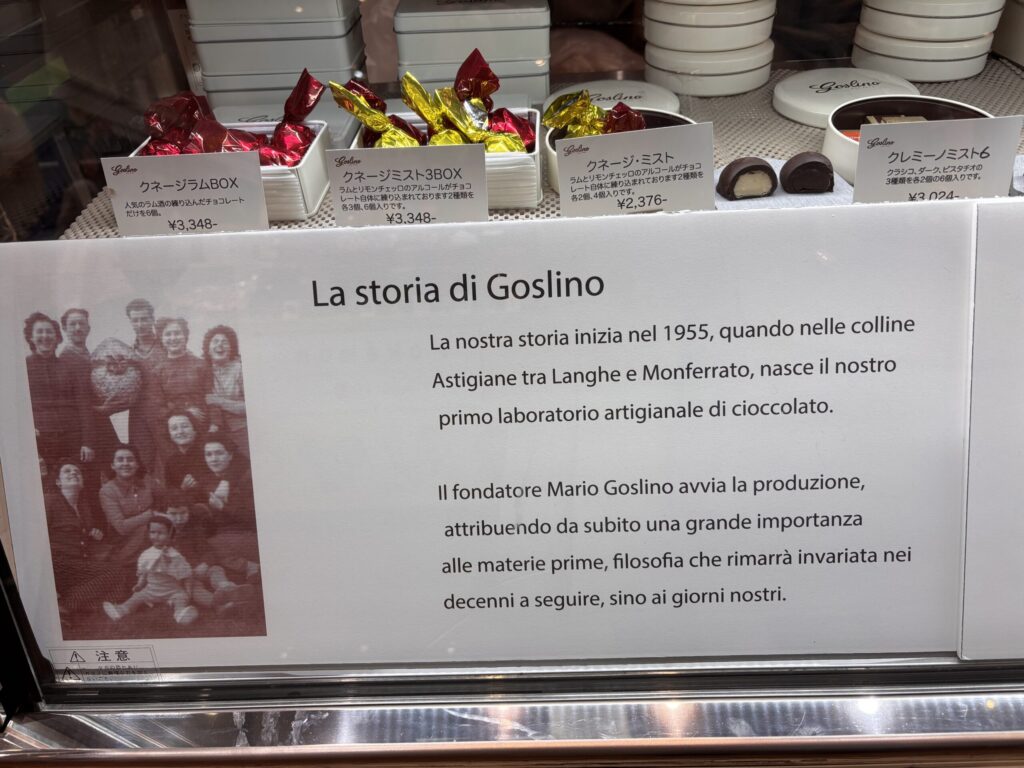 Goslino
Goslino
Goslino
クネージラムBOX
人気のラム酒の練り込んだチョコレート
だけを6個。
¥3,348-
Goslino
クネージミスト3BOX
ラムとリモンチェッロのアルコールがチョコ
レート自体に練り込まれております2種類を
各3個、6個入りです。
¥3,348-
Goslino
クネージ・ミスト
ラムとリモンチェッロのアルコールがチョコ
レート自体に練り込まれております2種類を
各2個、4個入りです。
¥2,376-
Goslino
クレミーノミスト6
クラシコ、ダーク、ピスタチオの
3種類を各2個の6個入りです。
¥3,024-
La storia di Goslino
La nostra storia inizia nel 1955, quando nelle colline
Astigiane tra Langhe e Monferrato, nasce il nostro
primo laboratorio artigianale di cioccolato.
Il fondatore Mario Goslino avvia la produzione,
attribuendo da subito una grande importanza
alle materie prime, filosofia che rimarrà invariata nei
decenni a seguire, sino ai giorni nostri.
注意